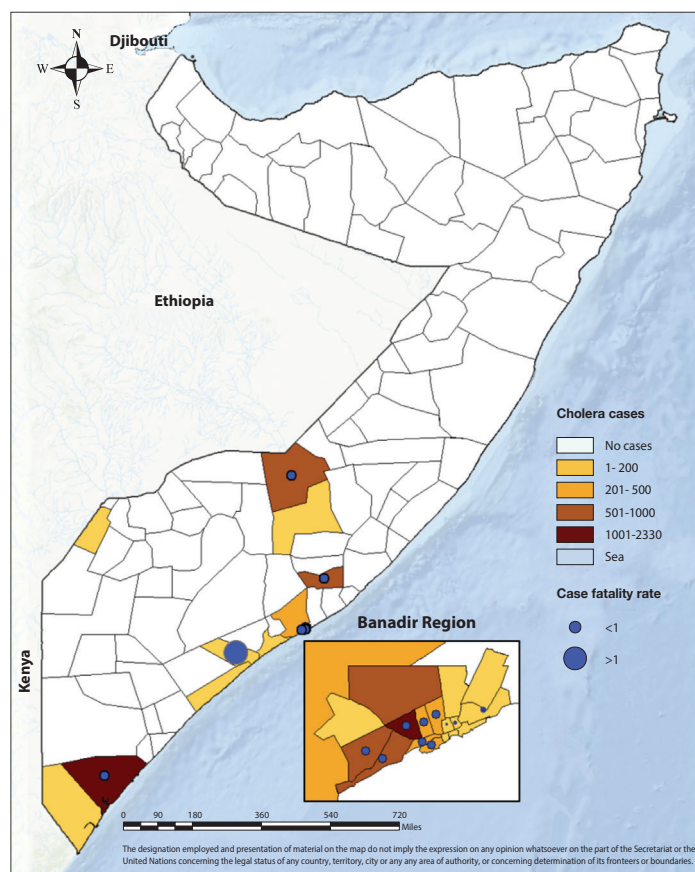 N
Djibouti
W
E
S
Ethiopia
Cholera cases
No cases
1- 200
201- 500
501-1000
1001-2330
Sea
Case fatality rate
<1
>1
Banadir Region
Kenya
0 90 180 360 540 720
Miles
The designation employed and presentation of material on the map do not imply the expression on any opinion whatsoever on the part of the Secretariat or the
United Nations concerning the legal status of any country, territory, city or any any area of authority, or concerning determination of its fronteers or boundaries.